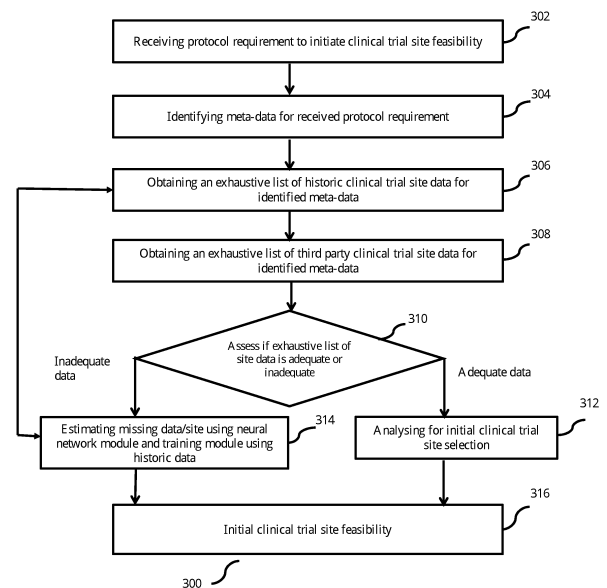 302
Receiving protocol requirement to initiate clinical trial site feasibility
304
Identifying meta-data for received protocol requirement
306
Obtaining an exhaustive list of historic clinical trial site data for
identified meta-data
308
Obtaining an exhaustive list of third party clinical trial site data for
identified meta-data
310
Assess if exhaustive list of
site data is adequate or
inadequate
Inadequate
data
Adequate data
314
Estimating missing data/site using neural
network module and training module using
historic data
312
Analysing for initial clinical trial
site selection
316
Initial clinical trial site feasibility
300